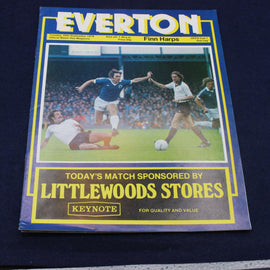 EVERTON
Finn Harps
TODAY'S MATCH SPONSORED BY
LITTLEWOODS STORES
KEYNOTE
FOR QUALITY AND VALUE